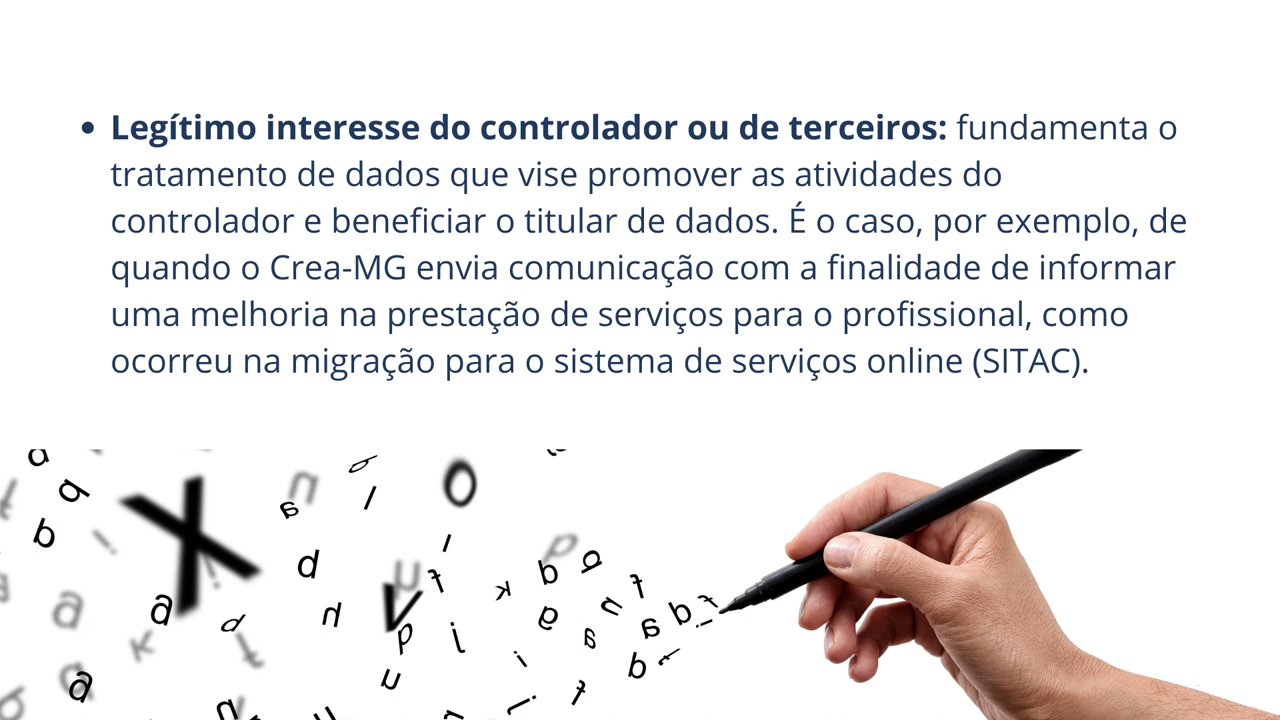 • Legítimo interesse do controlador ou de terceiros: fundamenta o
tratamento de dados que vise promover as atividades do
controlador e beneficiar o titular de dados. É o caso, por exemplo, de
quando o Crea-MG envia comunicação com a finalidade de informar
uma melhoria na prestação de serviços para o profissional, como
ocorreu na migração para o sistema de serviços online (SITAC).